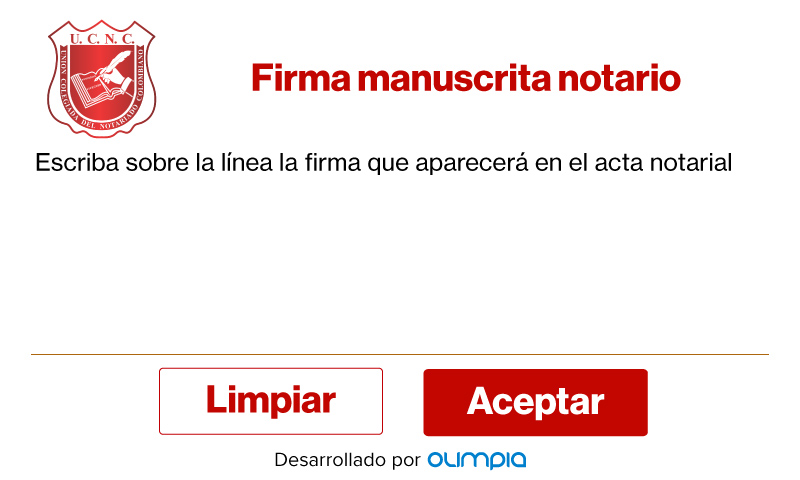 U. C. N. C.
UNION COLEGIADA DEL NOTARIADO COLOMBIANO
Firma manuscrita notario
Escriba sobre la línea la firma que aparecerá en el acta notarial
Limpiar
Aceptar
Desarrollado por OLIMPIA